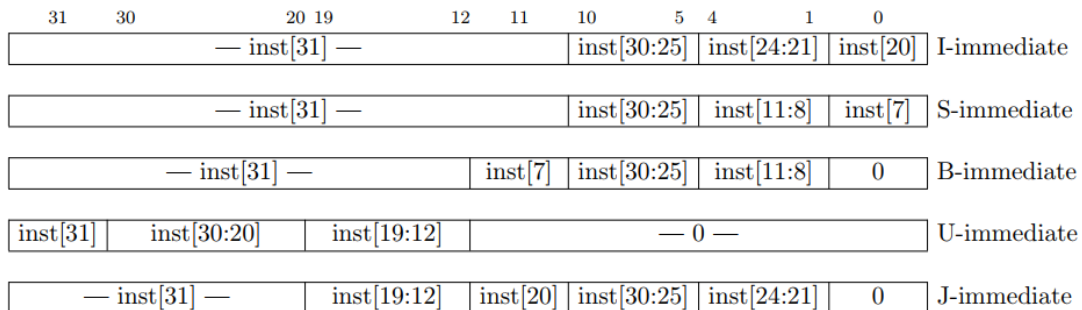 31 30 20 19 12 11 10 5 4 1 0
— inst[31] — inst[30:25] inst[24:21] inst[20] I-immediate
— inst[31] — inst[30:25] inst[11:8] inst[7] S-immediate
— inst[31] — inst[7] inst[30:25] inst[11:8] 0 B-immediate
inst[31] inst[30:20] inst[19:12] — 0 — U-immediate
— inst[31] — inst[19:12] inst[20] inst[30:25] inst[24:21] 0 J-immediate